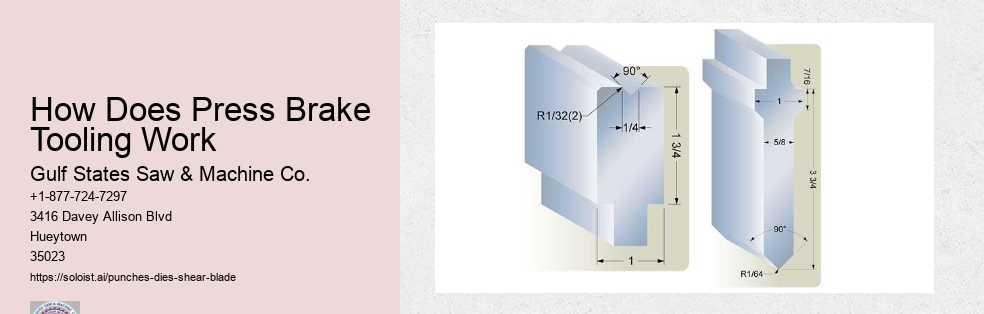 How Does Press Brake
Tooling Work
Gulf States Saw & Machine Co.
+1-877-724-7297
3416 Davey Allison Blvd
Hueytown
35023
https://soloist.ai/punches-dies-shear-blade
90°
R1/32(2)
1/4
1 3/4
1
7/16
1
5/8
3 3/4
90°
R1/64